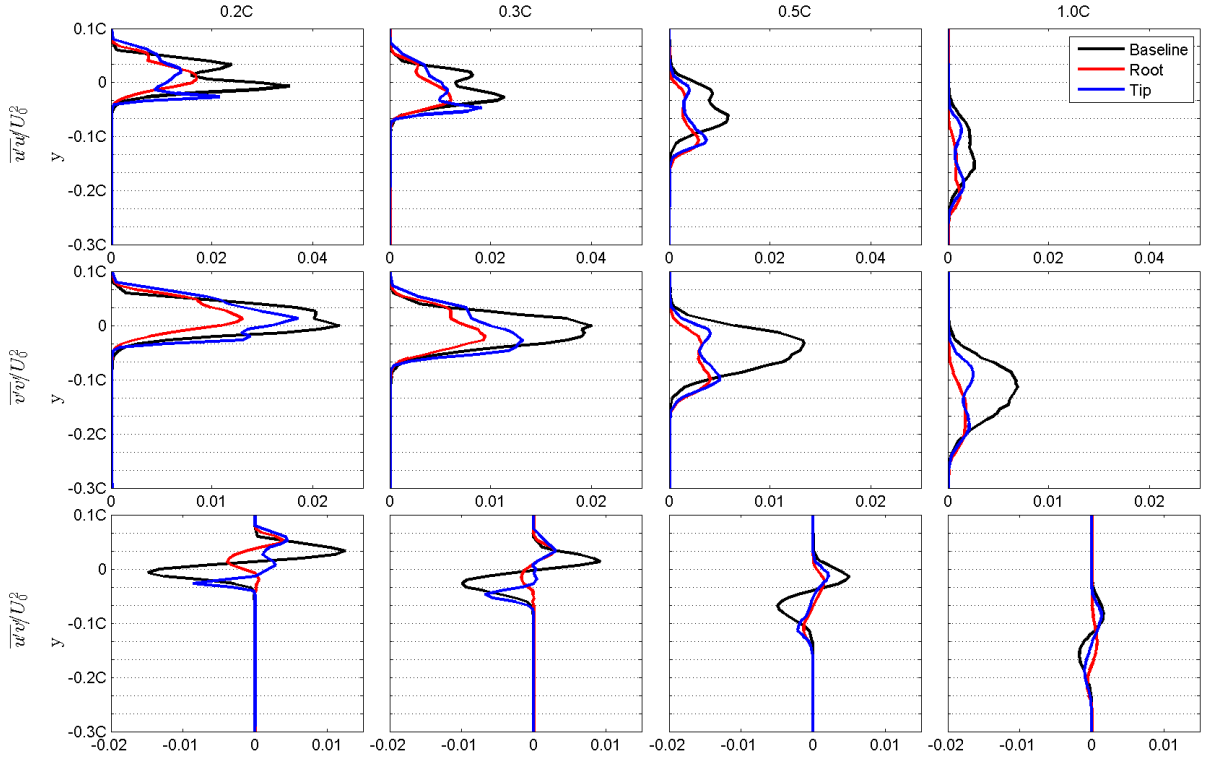 0.2C 0.3C 0.5C 1.0C
0.1C
0
-0.1C
-0.2C
-0.3C
y
u'u'/U_0^2
Baseline
Root
Tip
0 0.02 0.04 0 0.02 0.04 0 0.02 0.04 0 0.02 0.04
0.1C
0
-0.1C
-0.2C
-0.3C
y
v'v'/U_0^2
0 0.01 0.02 0 0.01 0.02 0 0.01 0.02 0 0.01 0.02
0.1C
0
-0.1C
-0.2C
-0.3C
y
u'v'/U_0^2
-0.02 -0.01 0 0.01 -0.02 -0.01 0 0.01 -0.02 -0.01 0 0.01 -0.02 -0.01 0 0.01